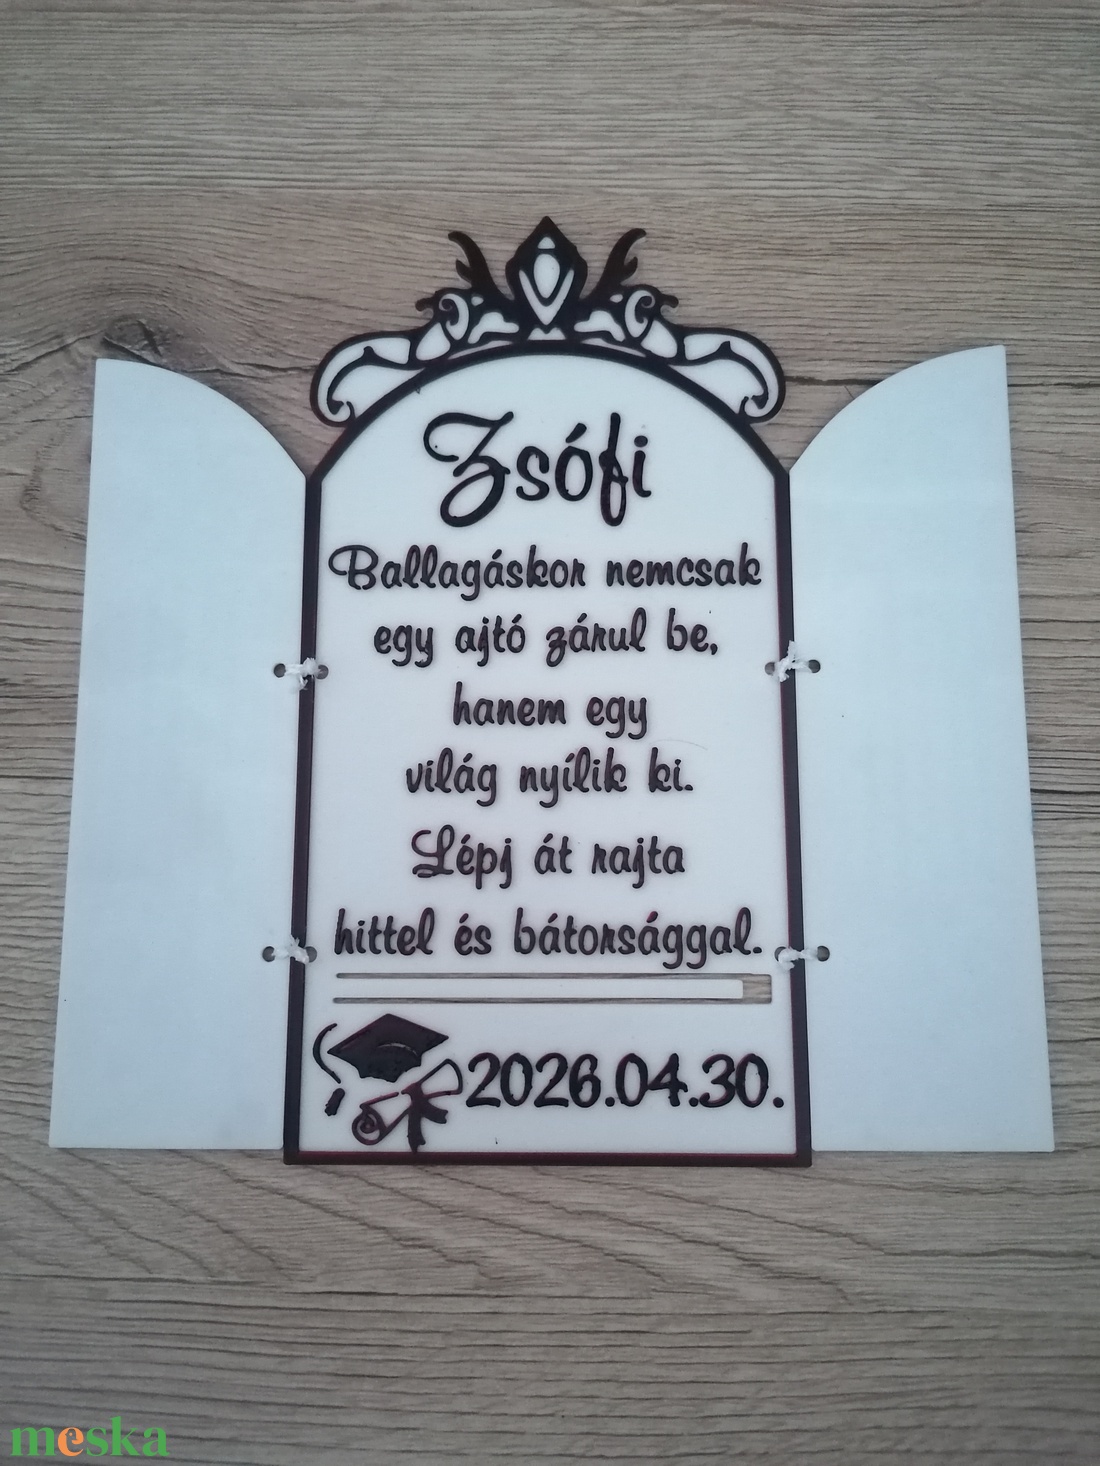 Zsófi
Ballagáskor nemcsak
egy ajtó zárul be,
hanem egy
világ nyílik ki.
Lépj át rajta
hittel és bátorsággal.
2026.04.30.
meska